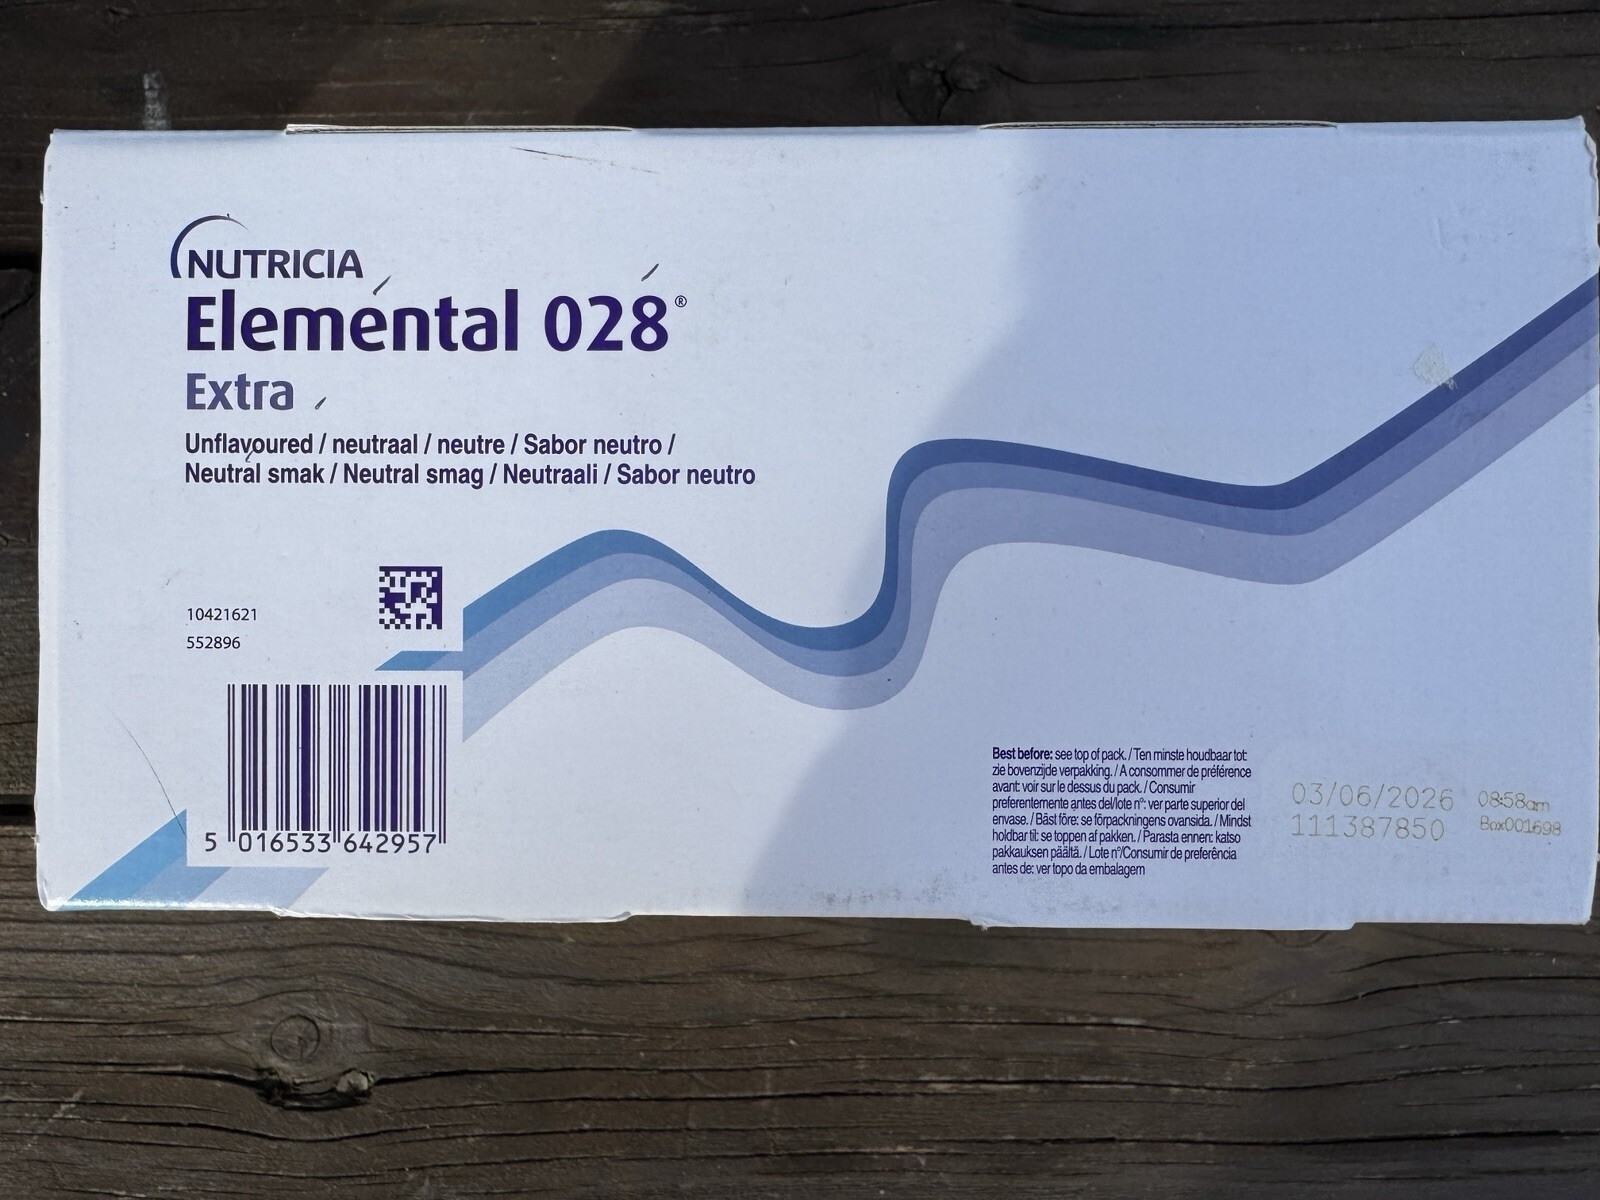 NUTRICIA
Elemental 028®
Extra
Unflavoured / neutraal / neutre / Sabor neutro /
Neutral smak / Neutral smag / Neutraali / Sabor neutro
10421621
552896
5 016533 642957
Best before: see top of pack. / Ten minste houdbaar tot:
zie bovenzijde verpakking. / A consommer de préférence
avant: voir sur le dessus du pack. / Consumir
preferentemente antes del/lote nº: ver parte superior del
envase. / Bäst före: se förpackningens ovansida. / Mindst
holdbar til: se toppen af pakken. / Parasta ennen: katso
pakkauksen päältä. / Lote nº/Consumir de preferência
antes de: ver topo da embalagem
03/06/2026 08:58am
111387850 Box001698